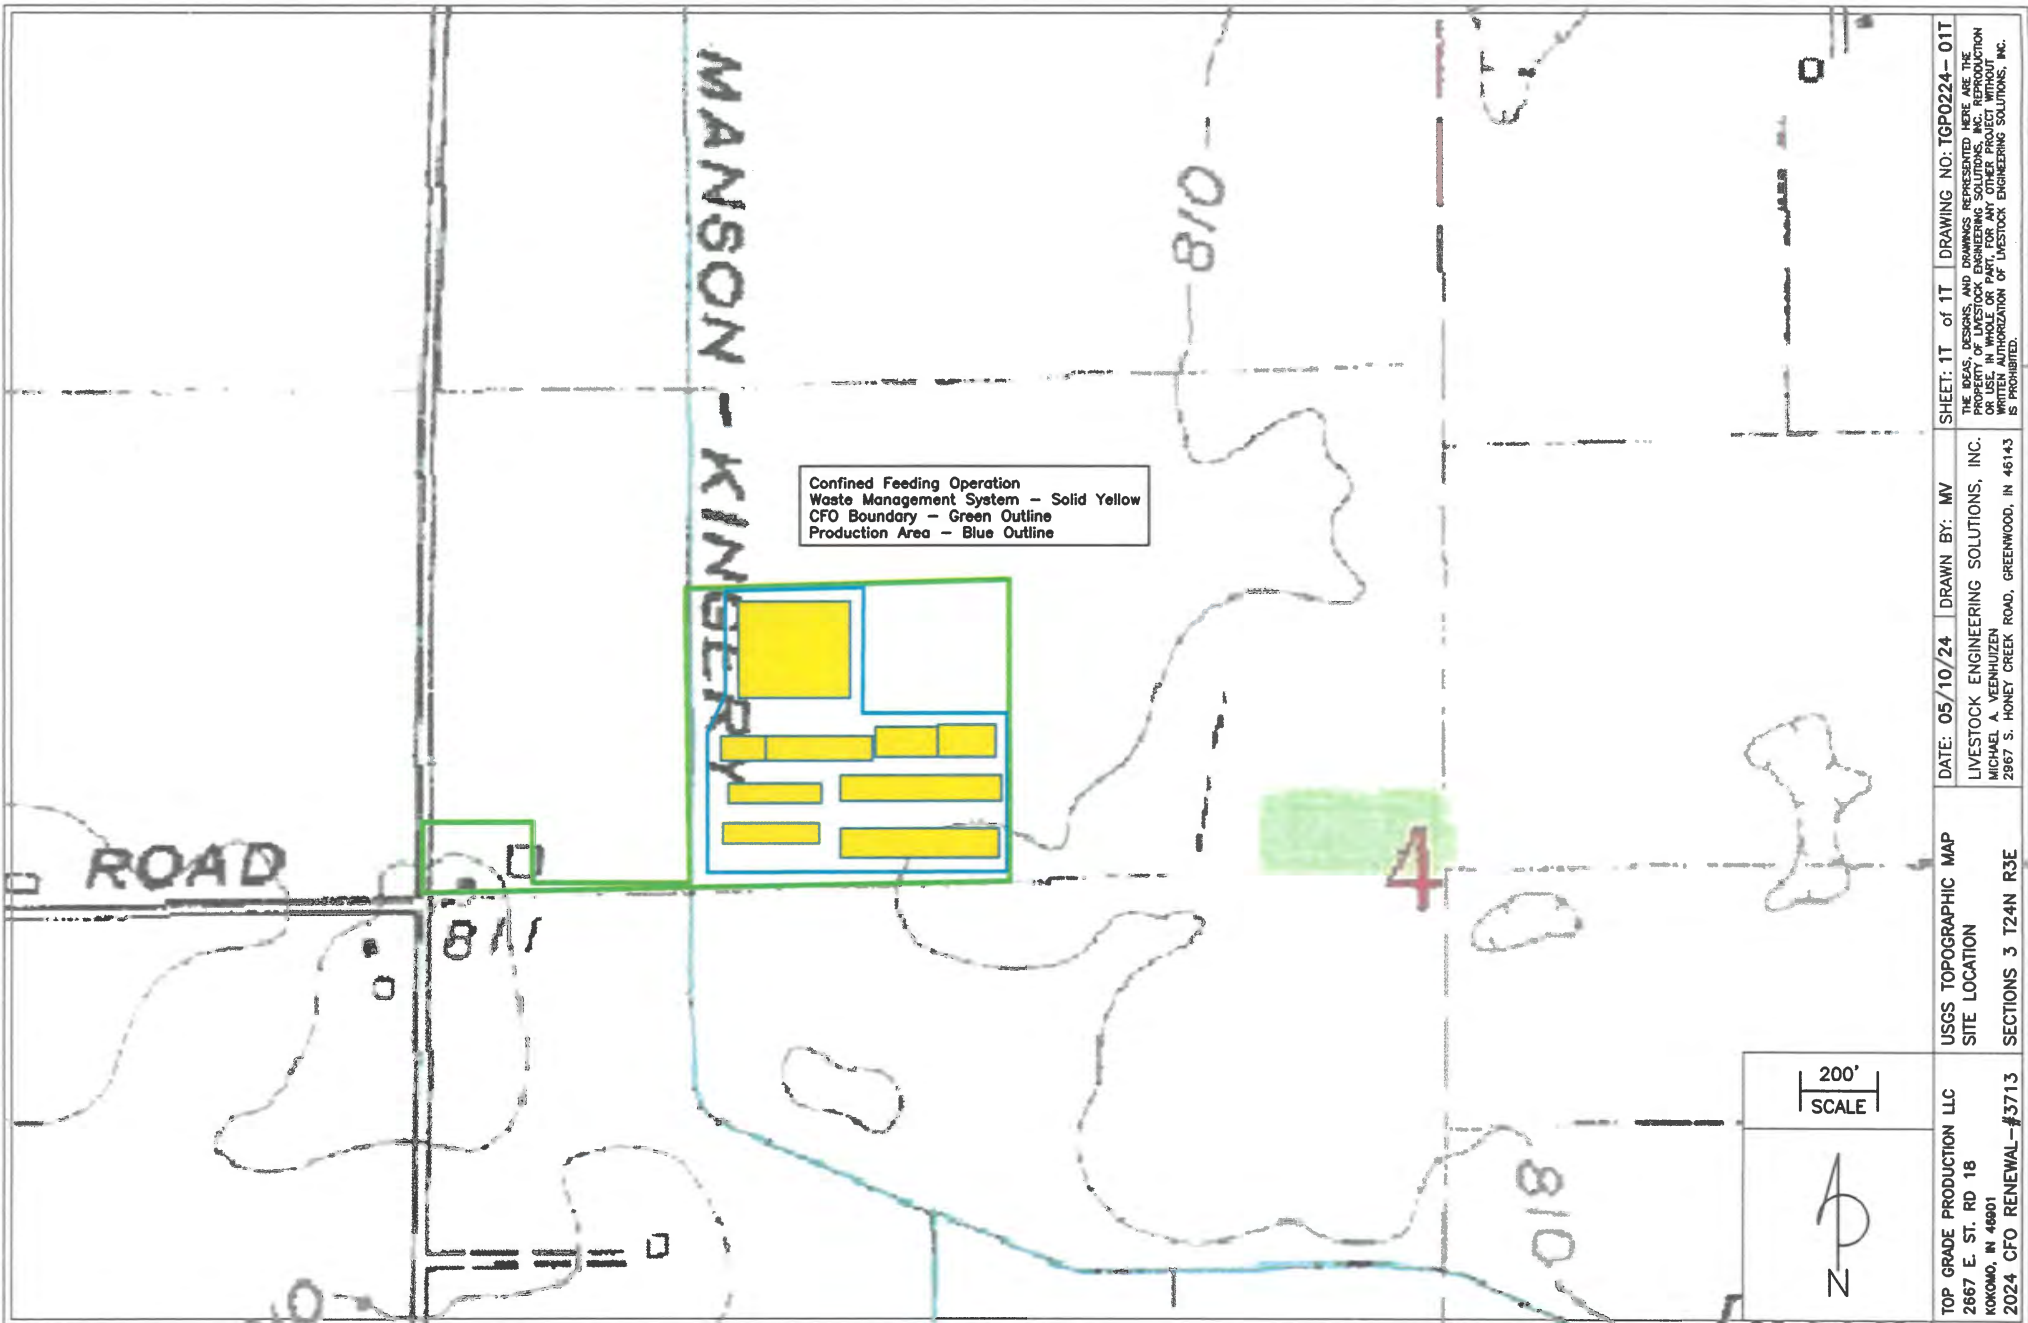 MANSON - KINGERY
810
Confined Feeding Operation
Waste Management System - Solid Yellow
CFO Boundary - Green Outline
Production Area - Blue Outline
ROAD
811
4
810
200'
SCALE
N
TOP GRADE PRODUCTION LLC
2667 E. ST. RD 18
KOKOMO, IN 46901
2024 CFO RENEWAL-#3713
USGS TOPOGRAPHIC MAP
SITE LOCATION
SECTIONS 3 T24N R3E
DATE: 05/10/24
DRAWN BY: MV
LIVESTOCK ENGINEERING SOLUTIONS, INC.
MICHAEL A. VEENHUIZEN
2967 S. HONEY CREEK ROAD, GREENWOOD, IN 46143
SHEET: 1T of 1T
DRAWING NO: TGP0224-01T
THE IDEAS, DESIGNS, AND DRAWINGS REPRESENTED HERE ARE THE
PROPERTY OF LIVESTOCK ENGINEERING SOLUTIONS, INC. REPRODUCTION
OR USE, IN WHOLE OR PART, FOR ANY OTHER PROJECT WITHOUT
WRITTEN AUTHORIZATION OF LIVESTOCK ENGINEERING SOLUTIONS, INC.
IS PROHIBITED.